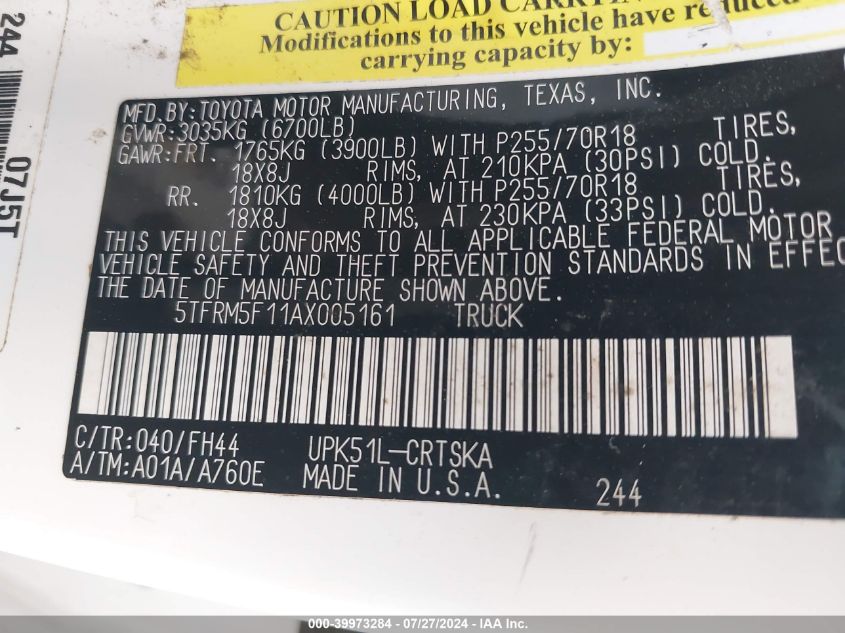 CAUTION LOAD CARRYING
Modifications to this vehicle have reduced
carrying capacity by:
244
07J5T
MFD.BY:TOYOTA MOTOR MANUFACTURING, TEXAS, INC.
GVWR:3035KG (6700LB)
GAWR:FRT. 1765KG (3900LB) WITH P255/70R18 TIRES,
18X8J RIMS, AT 210KPA (30PSI) COLD.
RR. 1810KG (4000LB) WITH P255/70R18 TIRES,
18X8J RIMS, AT 230KPA (33PSI) COLD.
THIS VEHICLE CONFORMS TO ALL APPLICABLE FEDERAL MOTOR
VEHICLE SAFETY AND THEFT PREVENTION STANDARDS IN EFFEC
THE DATE OF MANUFACTURE SHOWN ABOVE.
5TFRM5F11AX005161 TRUCK
C/TR:040/FH44 UPK51L-CRTSKA
A/TM:A01A/A760E MADE IN U.S.A. 244
000-39973284 - 07/27/2024 - IAAI.com